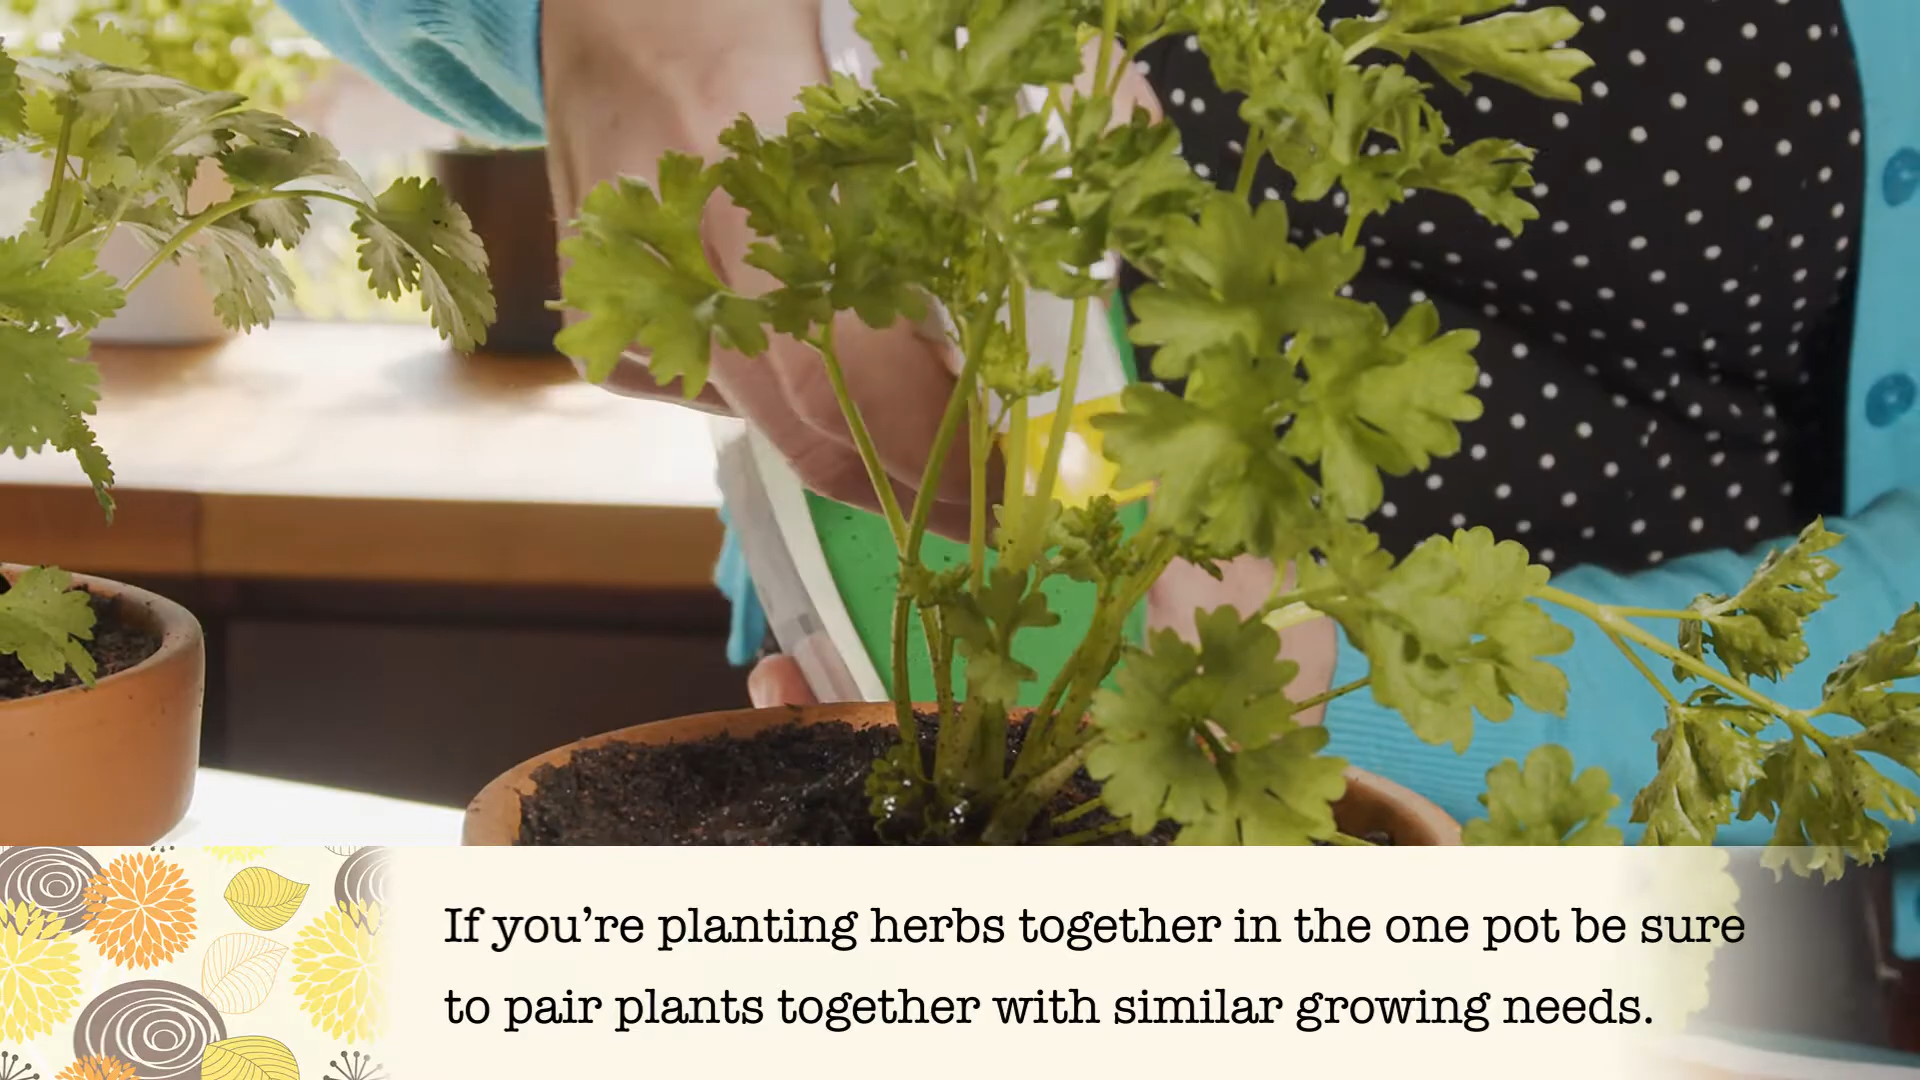 If you’re planting herbs together in the one pot be sure
to pair plants together with similar growing needs.